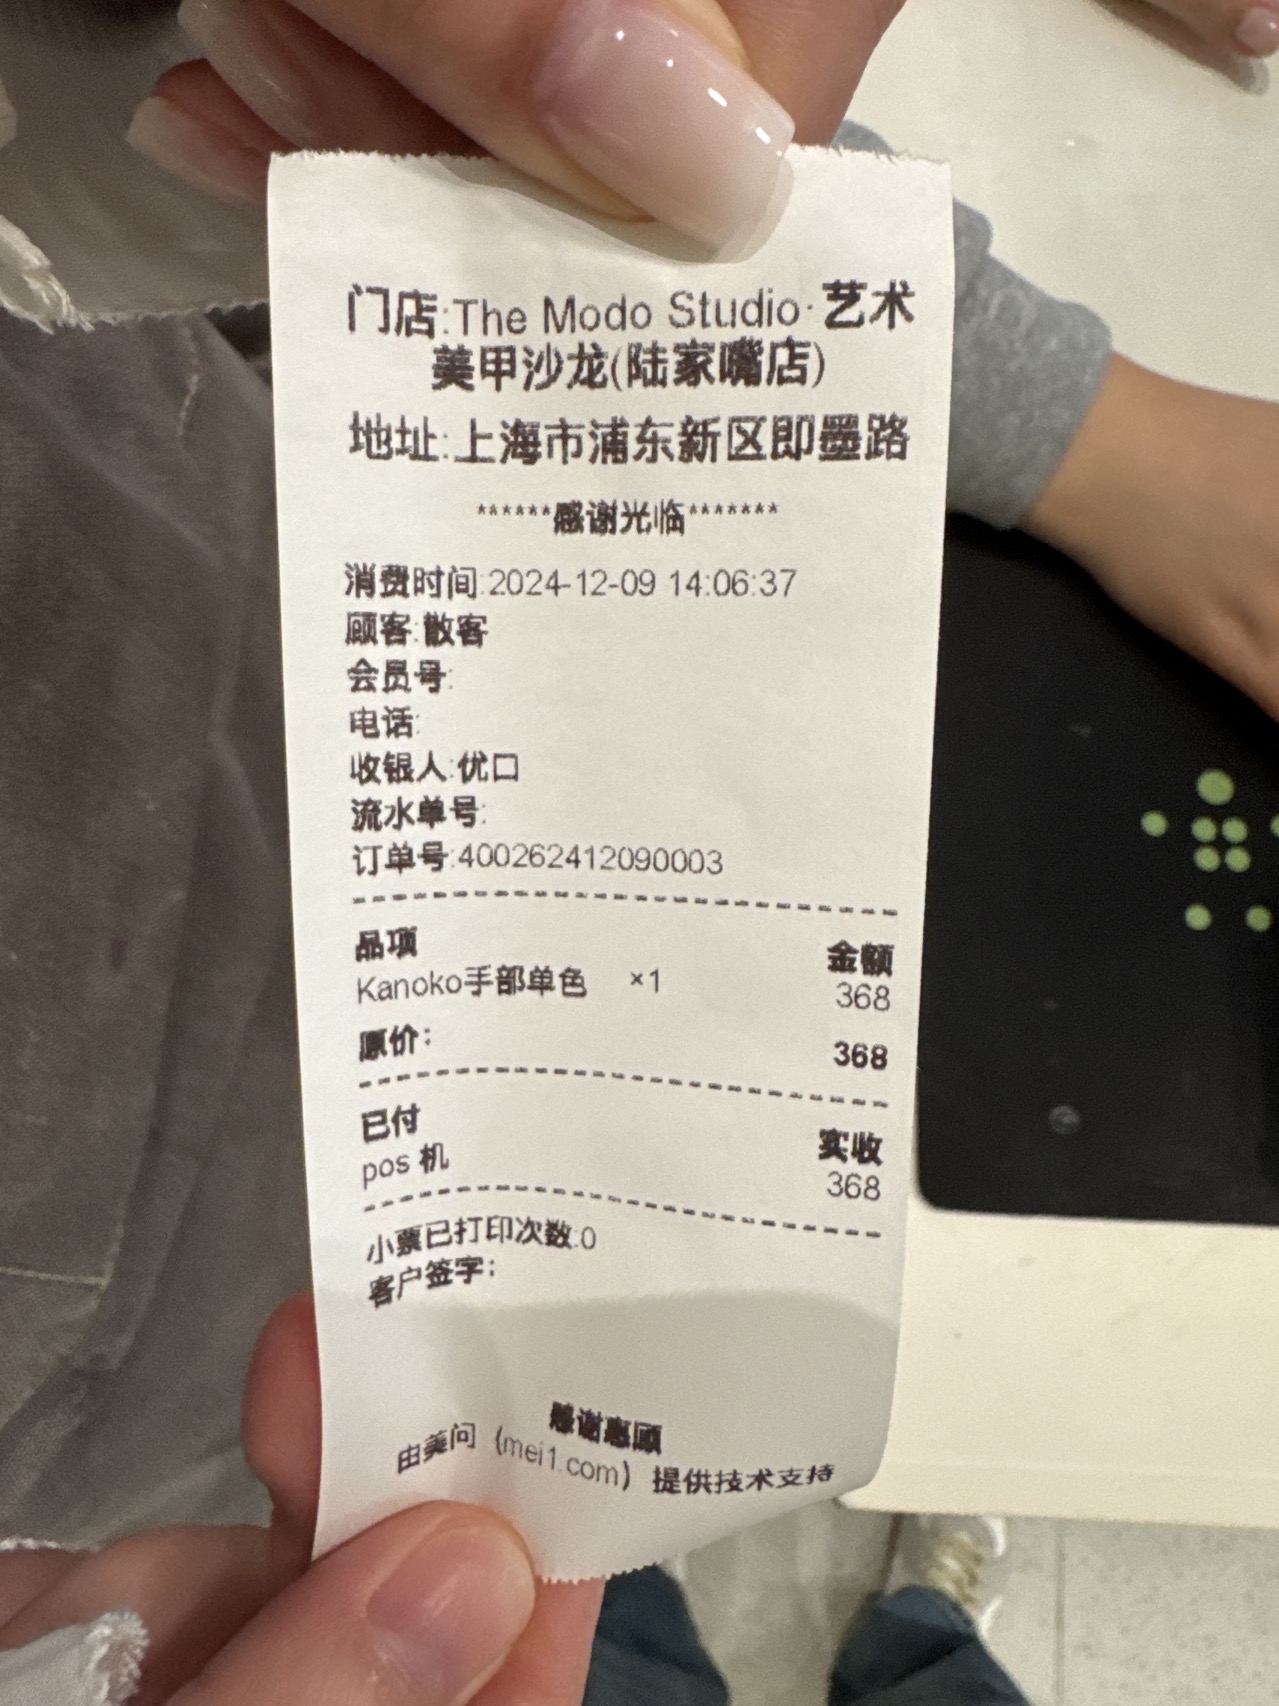 门店:The Modo Studio·艺术
美甲沙龙(陆家嘴店)
地址:上海市浦东新区即墨路
******感谢光临*******
消费时间:2024-12-09 14:06:37
顾客:散客
会员号:
电话:
收银人:优口
流水单号:
订单号:400262412090003
品项 金额
Kanoko手部单色 ×1 368
原价: 368
已付 实收
pos 机 368
小票已打印次数:0
客户签字:
感谢惠顾
由美问（mei1.com）提供技术支持